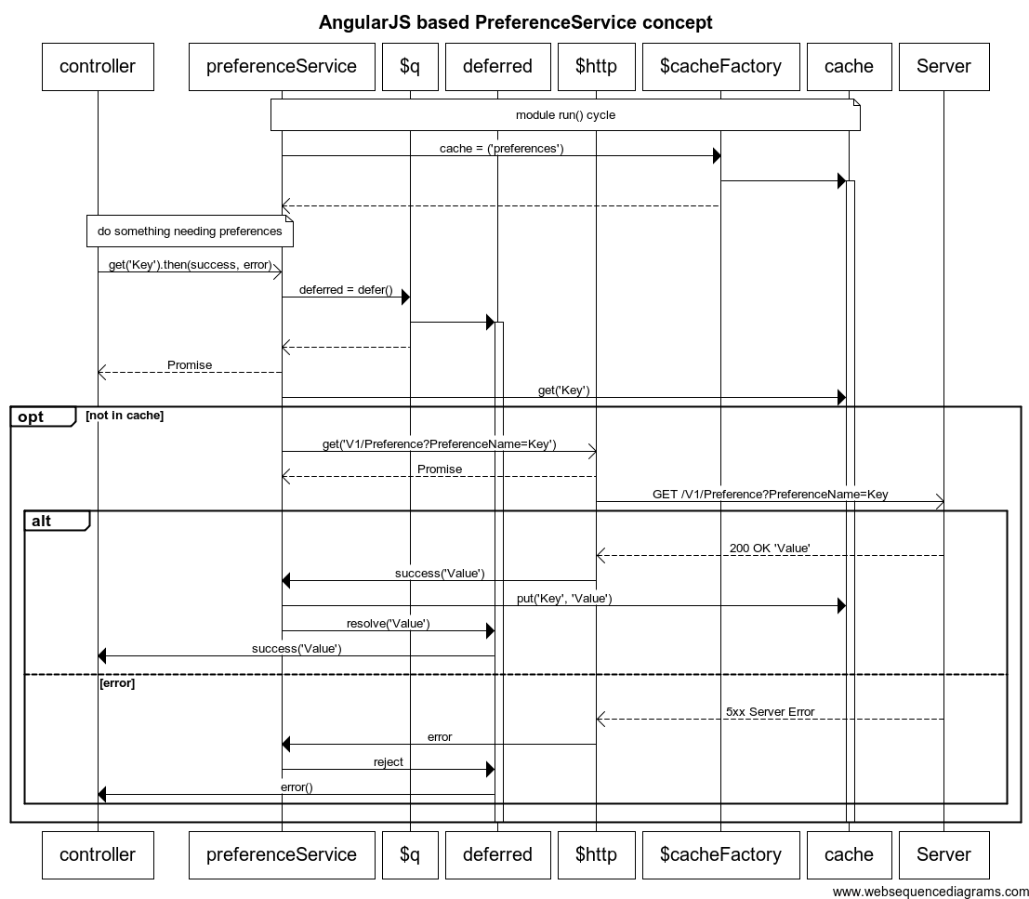 AngularJS based PreferenceService concept
controller preferenceService $q deferred $http $cacheFactory cache Server
module run() cycle
cache = ('preferences')
do something needing preferences
get('Key').then(success, error)
deferred = defer()
Promise
get('Key')
opt [not in cache]
get('V1/Preference?PreferenceName=Key')
Promise
GET /V1/Preference?PreferenceName=Key
alt
200 OK 'Value'
success('Value')
put('Key', 'Value')
resolve('Value')
success('Value')
[error]
5xx Server Error
error
reject
error()
controller preferenceService $q deferred $http $cacheFactory cache Server
www.websequencediagrams.com